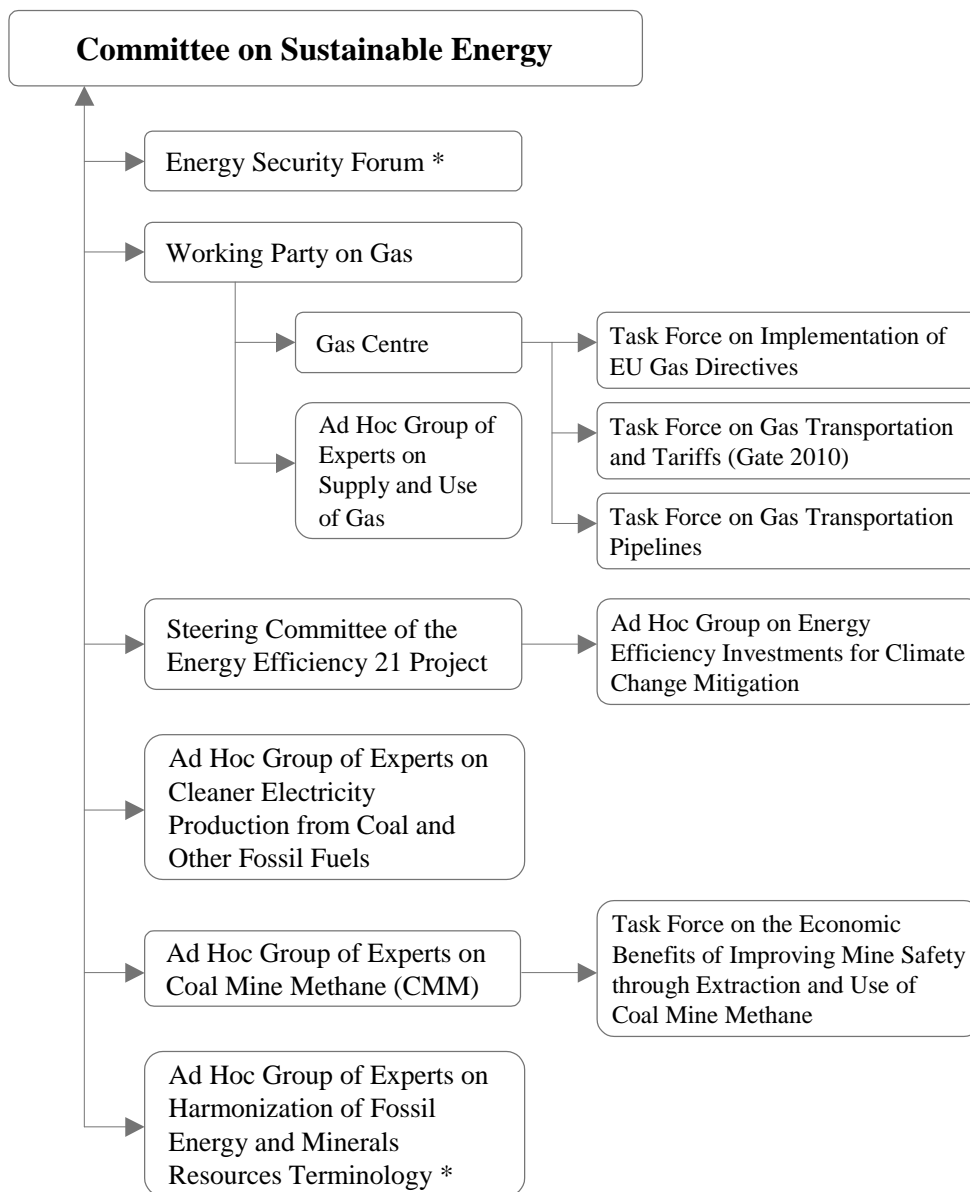 Committee on Sustainable Energy
Energy Security Forum *
Working Party on Gas
Gas Centre
Task Force on Implementation of
EU Gas Directives
Ad Hoc Group of
Experts on
Supply and Use
of Gas
Task Force on Gas Transportation
and Tariffs (Gate 2010)
Task Force on Gas Transportation
Pipelines
Steering Committee of the
Energy Efficiency 21 Project
Ad Hoc Group on Energy
Efficiency Investments for Climate
Change Mitigation
Ad Hoc Group of Experts on
Cleaner Electricity
Production from Coal and
Other Fossil Fuels
Ad Hoc Group of Experts on
Coal Mine Methane (CMM)
Task Force on the Economic
Benefits of Improving Mine Safety
through Extraction and Use of
Coal Mine Methane
Ad Hoc Group of Experts on
Harmonization of Fossil
Energy and Minerals
Resources Terminology *